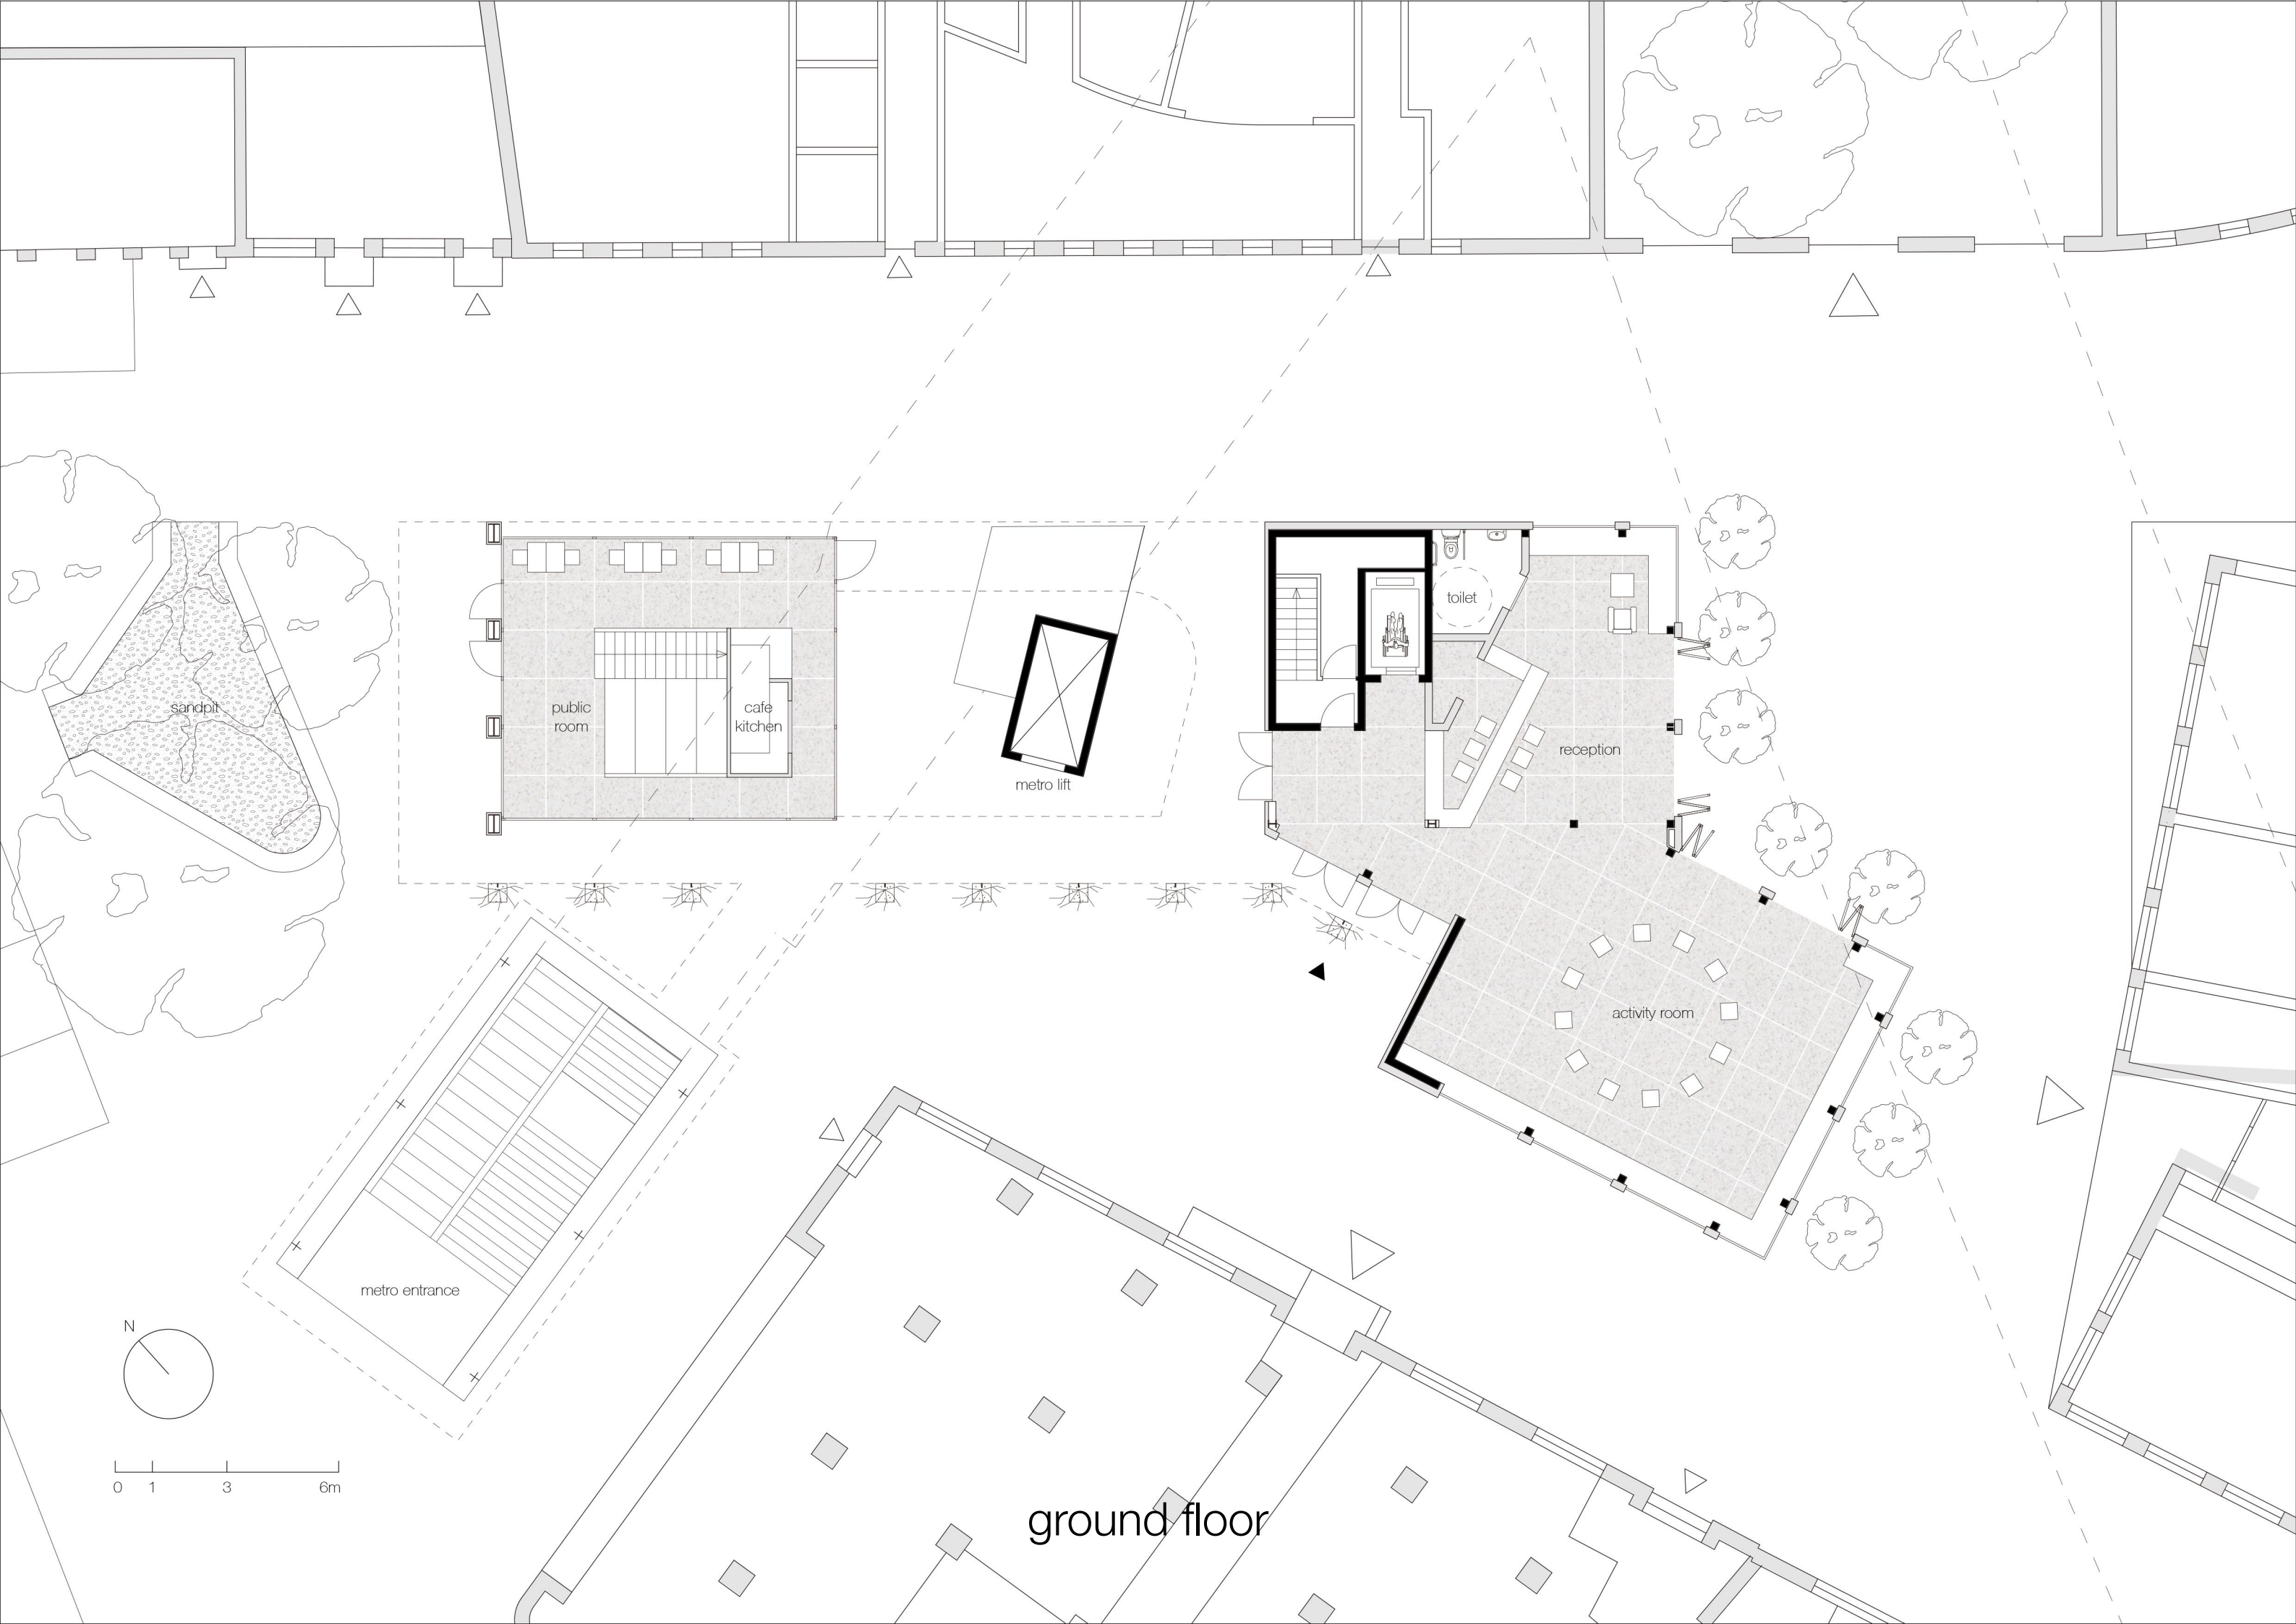 toilet
sandpit
public
room
cafe
kitchen
reception
metro lift
activity room
metro entrance
N
0 1 3 6m
ground floor